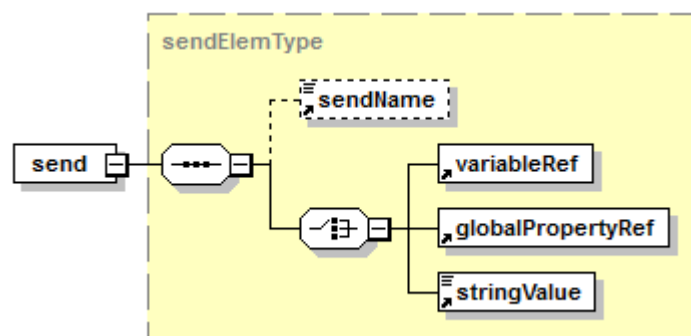 sendElemType
sendName
send
variableRef
globalPropertyRef
stringValue